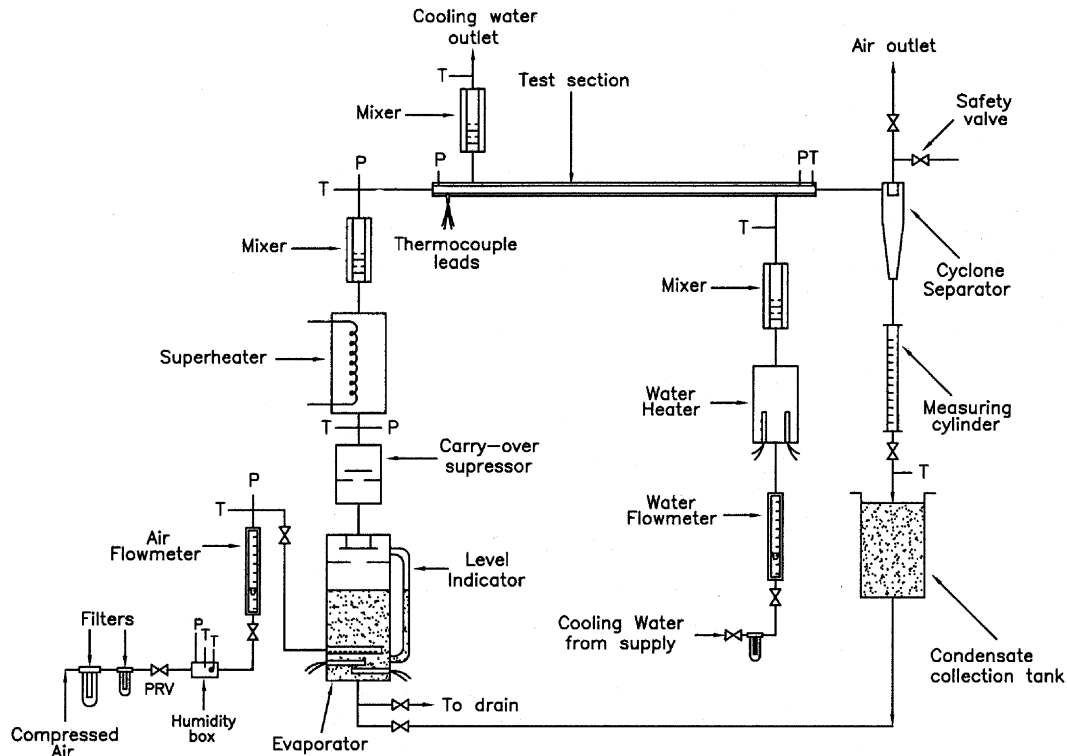 Cooling water
outlet
Air outlet
T
Test section
Safety
valve
Mixer
P
P
PT
T
Mixer
Thermocouple
leads
T
Cyclone
Separator
Mixer
Superheater
Water
Heater
Measuring
cylinder
T
P
Carry-over
supressor
T
P
T
Water
Flowmeter
Air
Flowmeter
Level
Indicator
Filters
P
T
T
Cooling Water
from supply
PRV
Condensate
collection tank
To drain
Compressed
Air
Humidity
box
Evaporator